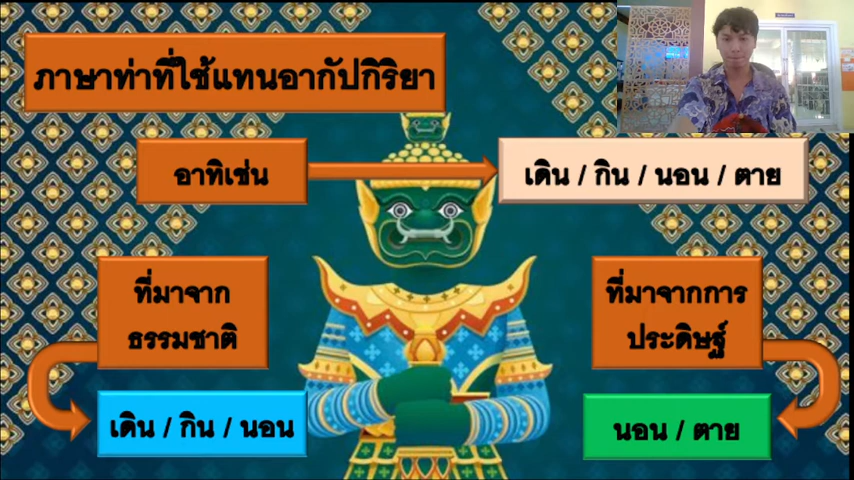 ภาษาท่าที่ใช้แทนอากัปกิริยา
อาทิเช่น
เดิน / กิน / นอน / ตาย
ที่มาจาก
ธรรมชาติ
ที่มาจากการ
ประดิษฐ์
เดิน / กิน / นอน
นอน / ตาย